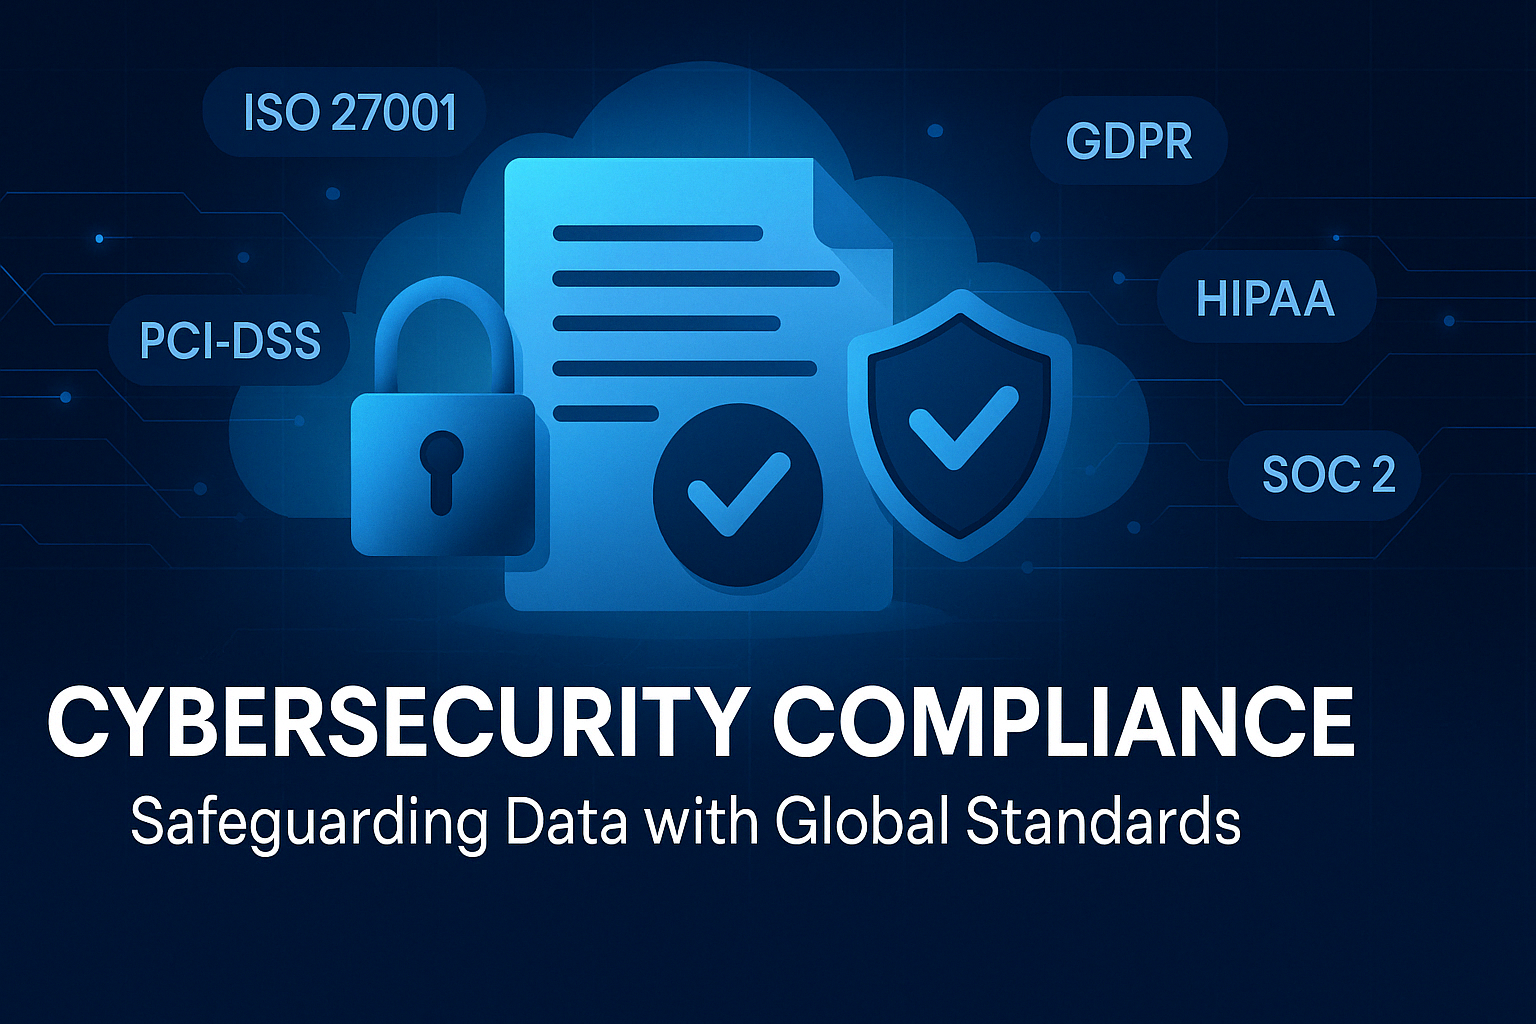 ISO 27001
GDPR
HIPAA
PCI-DSS
SOC 2
CYBERSECURITY COMPLIANCE
Safeguarding Data with Global Standards